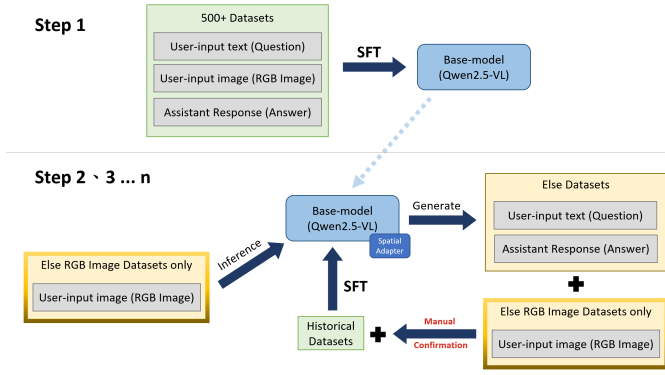 Step 1
500+ Datasets
User-input text (Question)
User-input image (RGB Image)
Assistant Response (Answer)
SFT
Base-model
(Qwen2.5-VL)
Step 2、3 ... n
Else RGB Image Datasets only
User-input image (RGB Image)
Inference
Base-model
(Qwen2.5-VL)
Spatial
Adapter
Generate
Else Datasets
User-input text (Question)
Assistant Response (Answer)
SFT
Historical
Datasets
Manual
Confirmation
Else RGB Image Datasets only
User-input image (RGB Image)